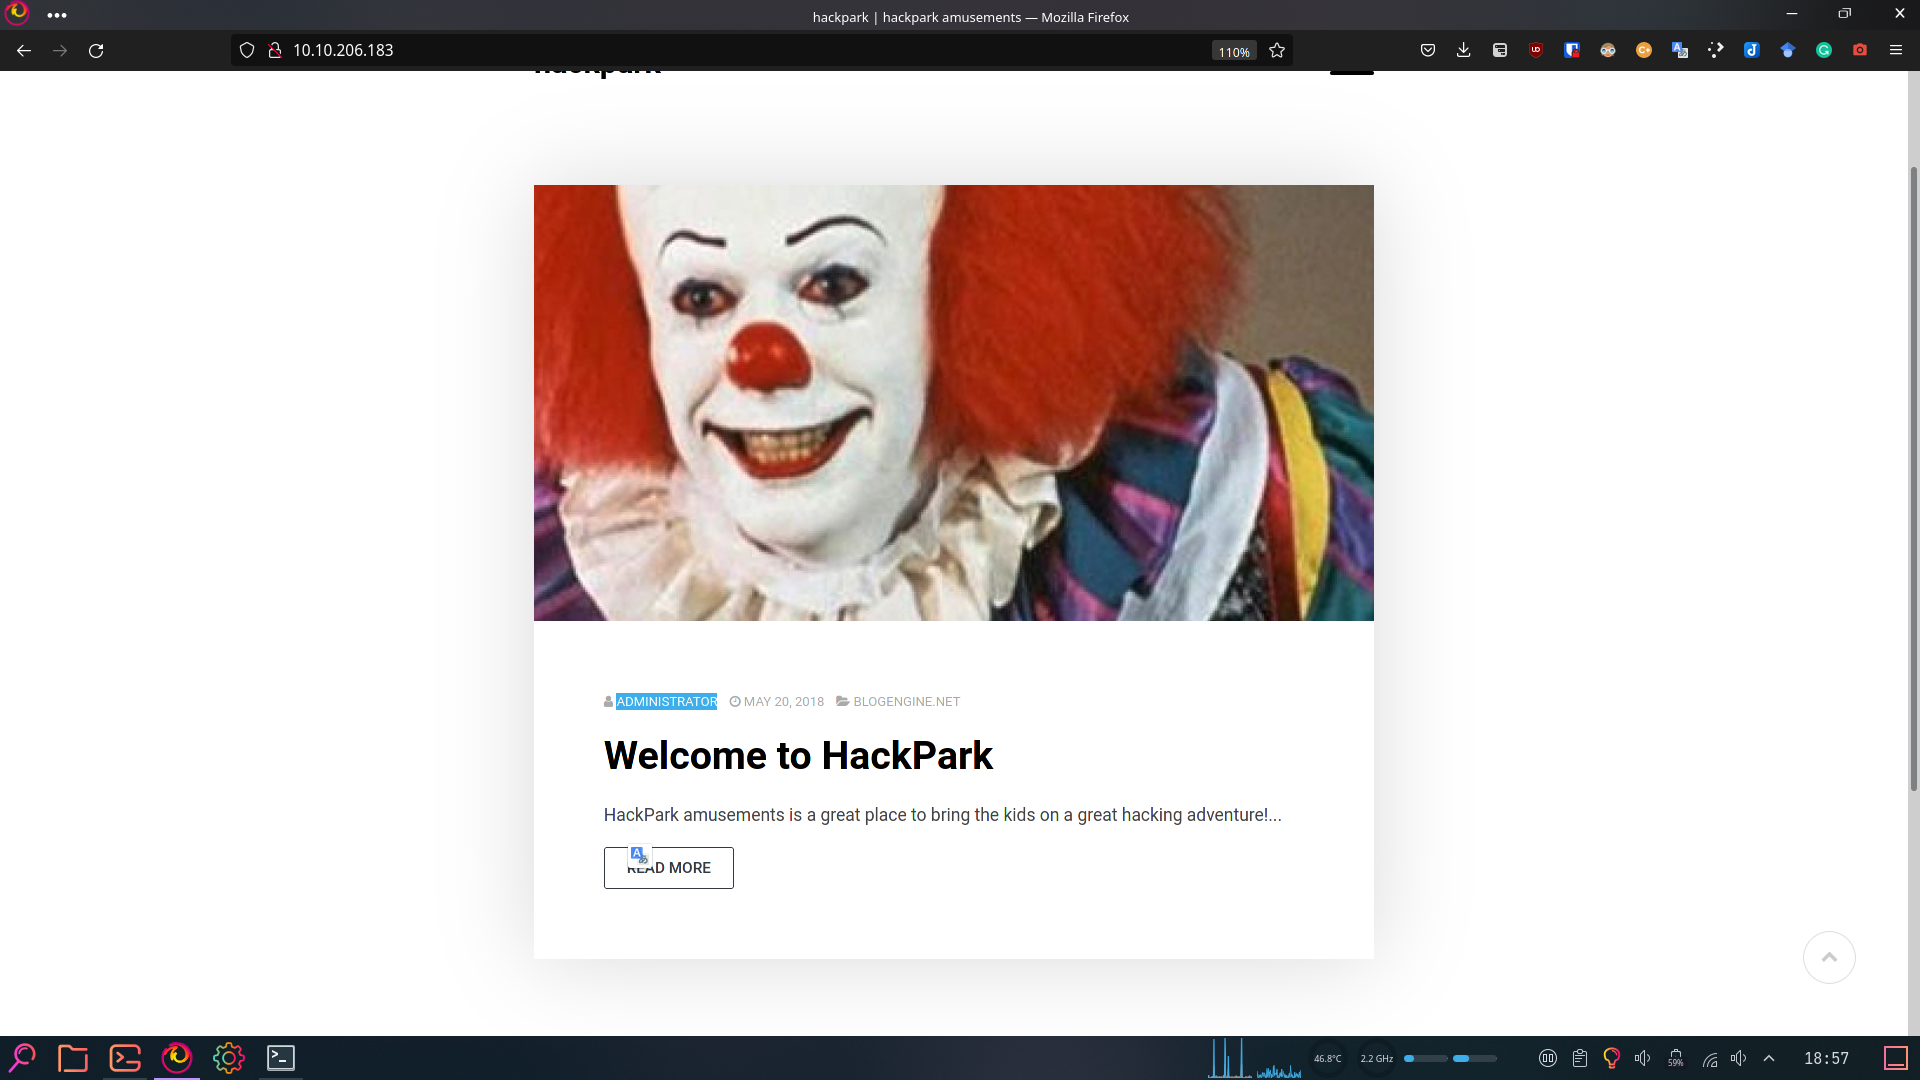 hackpark | hackpark amusements — Mozilla Firefox
10.10.206.183
110%
hackpark
ADMINISTRATOR MAY 20, 2018 BLOGENGINE.NET
Welcome to HackPark
HackPark amusements is a great place to bring the kids on a great hacking adventure!...
READ MORE
46.8°C
2.2 GHz
59%
18:57